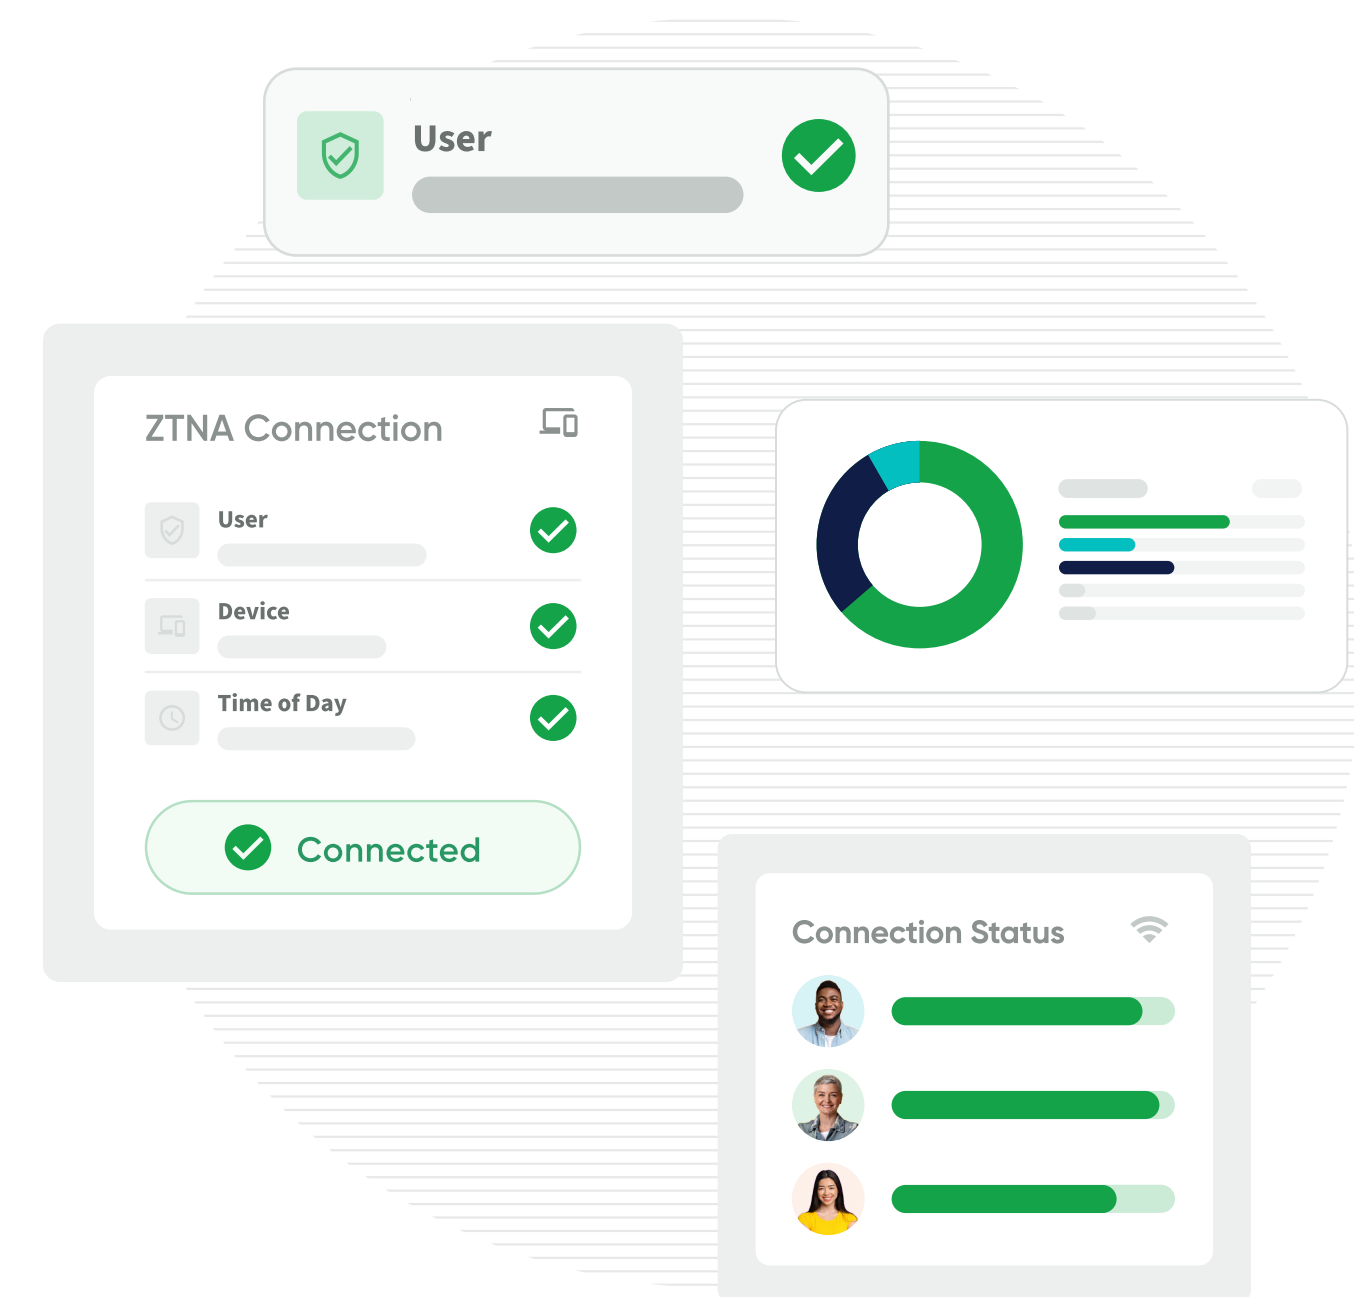 User
ZTNA Connection
User
Device
Time of Day
Connected
Connection Status